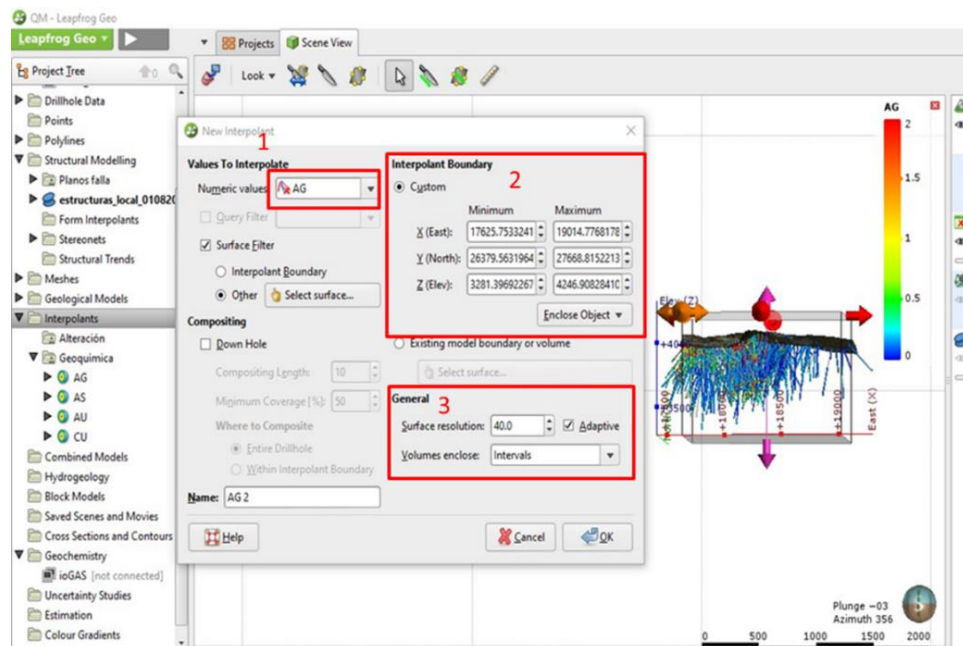 QM - Leapfrog Geo
Leapfrog Geo
Projects
Scene View
Project Tree
0
Look
Drillhole Data
Points
Polylines
Structural Modelling
Planos falla
estructuras_local_01082
Form Interpolants
Stereonets
Structural Trends
Meshes
Geological Models
Interpolants
Alteración
Geoquimica
AG
AS
AU
CU
Combined Models
Hydrogeology
Block Models
Saved Scenes and Movies
Cross Sections and Contours
Geochemistry
ioGAS [not connected]
Uncertainty Studies
Estimation
Colour Gradients
New Interpolant
1
Values To Interpolate
Numeric values
AG
Query Filter
Surface Filter
Interpolant Boundary
Other
Select surface...
Compositing
Down Hole
Compositing Length:
10
Minimum Coverage [%]:
50
Where to Composite
Entire Drillhole
Within Interpolant Boundary
Name:
AG 2
Help
Interpolant Boundary
2
Custom
Minimum
Maximum
X (East):
17625.7533241
19014.7768178
Y (North):
26379.5631964
27668.8152213
Z (Elev):
3281.39692267
4246.90828410
Enclose Object
Existing model boundary or volume
Select surface...
General
3
Surface resolution:
40.0
Adaptive
Volumes enclose:
Intervals
Cancel
OK
AG
2
1.5
1
0.5
0
Elev (Z)
+18500
+19000
East (X)
Plunge −03
Azimuth 356
S
0 500 1000 1500 2000